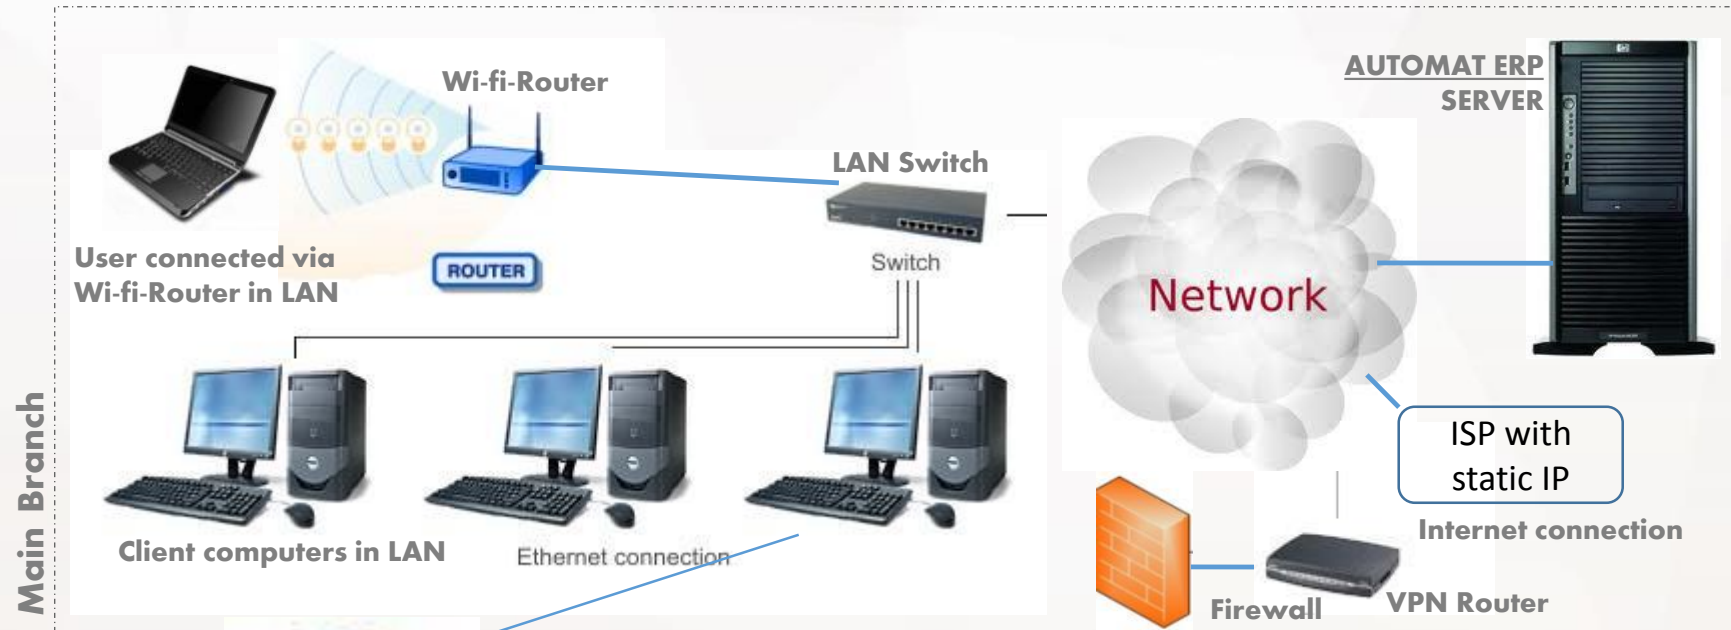 Wi-fi-Router
AUTOMAT ERP
SERVER
LAN Switch
User connected via
Wi-fi-Router in LAN
ROUTER
Switch
Network
Main Branch
ISP with
static IP
Internet connection
Client computers in LAN
Ethernet connection
Firewall
VPN Router